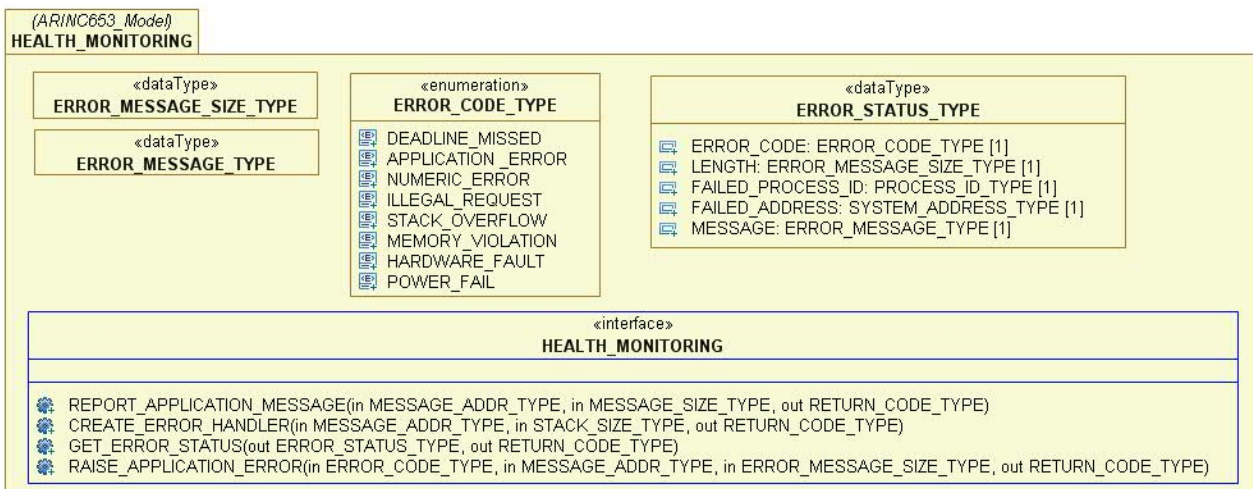 (ARINC653_Model)
HEALTH_MONITORING
«dataType»
ERROR_MESSAGE_SIZE_TYPE
«dataType»
ERROR_MESSAGE_TYPE
«enumeration»
ERROR_CODE_TYPE
DEADLINE_MISSED
APPLICATION_ERROR
NUMERIC_ERROR
ILLEGAL_REQUEST
STACK_OVERFLOW
MEMORY_VIOLATION
HARDWARE_FAULT
POWER_FAIL
«dataType»
ERROR_STATUS_TYPE
ERROR_CODE: ERROR_CODE_TYPE [1]
LENGTH: ERROR_MESSAGE_SIZE_TYPE [1]
FAILED_PROCESS_ID: PROCESS_ID_TYPE [1]
FAILED_ADDRESS: SYSTEM_ADDRESS_TYPE [1]
MESSAGE: ERROR_MESSAGE_TYPE [1]
«interface»
HEALTH_MONITORING
REPORT_APPLICATION_MESSAGE(in MESSAGE_ADDR_TYPE, in MESSAGE_SIZE_TYPE, out RETURN_CODE_TYPE)
CREATE_ERROR_HANDLER(in MESSAGE_ADDR_TYPE, in STACK_SIZE_TYPE, out RETURN_CODE_TYPE)
GET_ERROR_STATUS(out ERROR_STATUS_TYPE, out RETURN_CODE_TYPE)
RAISE_APPLICATION_ERROR(in ERROR_CODE_TYPE, in MESSAGE_ADDR_TYPE, in ERROR_MESSAGE_SIZE_TYPE, out RETURN_CODE_TYPE)